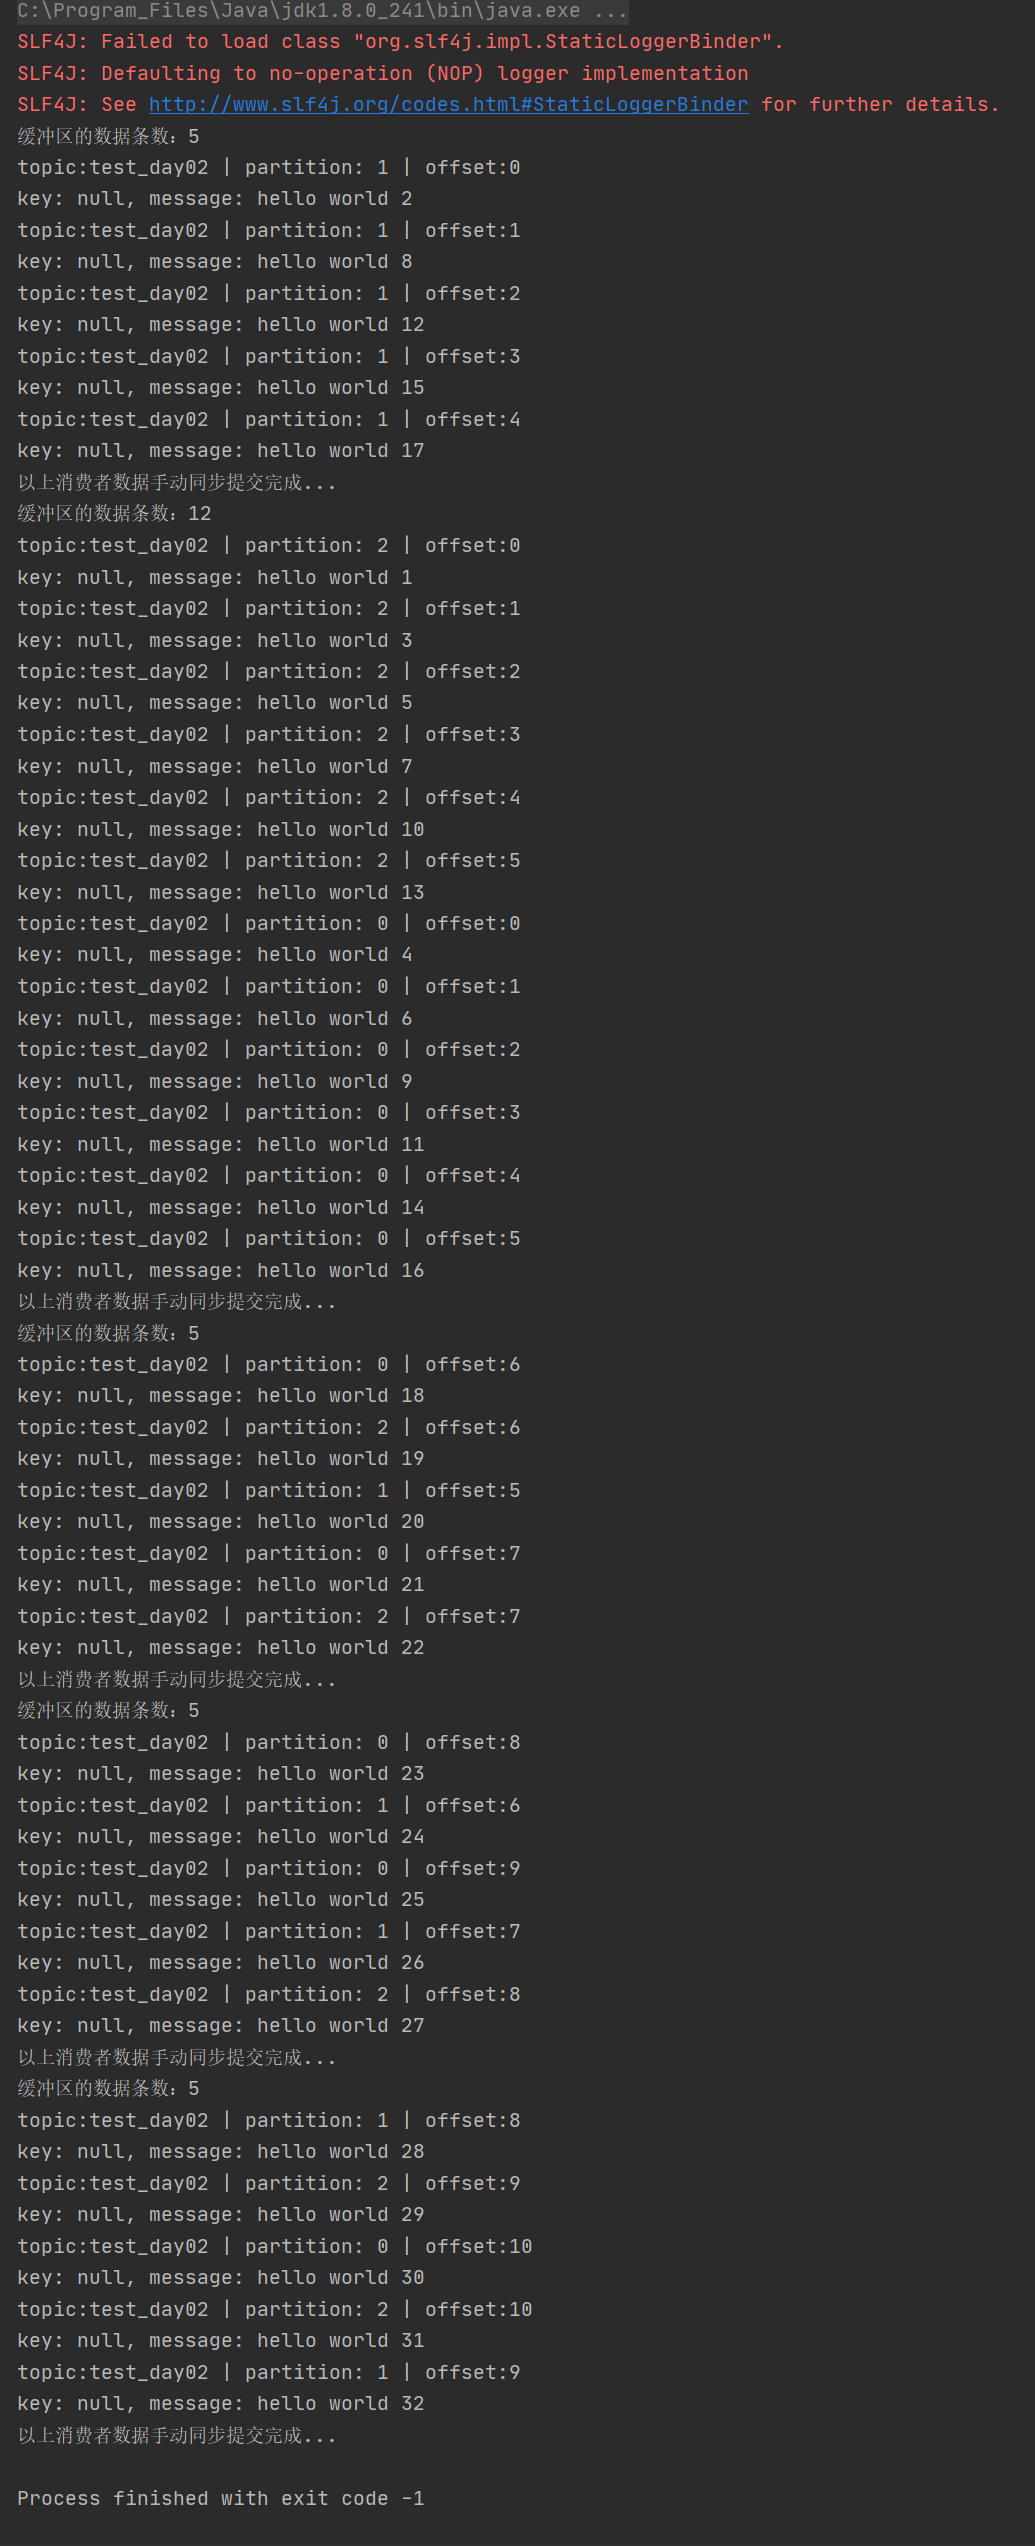 C:\Program_Files\Java\jdk1.8.0_241\bin\java.exe ...
SLF4J: Failed to load class "org.slf4j.impl.StaticLoggerBinder".
SLF4J: Defaulting to no-operation (NOP) logger implementation
SLF4J: See http://www.slf4j.org/codes.html#StaticLoggerBinder for further details.
缓冲区的数据条数：5
topic:test_day02 | partition: 1 | offset:0
key: null, message: hello world 2
topic:test_day02 | partition: 1 | offset:1
key: null, message: hello world 8
topic:test_day02 | partition: 1 | offset:2
key: null, message: hello world 12
topic:test_day02 | partition: 1 | offset:3
key: null, message: hello world 15
topic:test_day02 | partition: 1 | offset:4
key: null, message: hello world 17
以上消费者数据手动同步提交完成...
缓冲区的数据条数：12
topic:test_day02 | partition: 2 | offset:0
key: null, message: hello world 1
topic:test_day02 | partition: 2 | offset:1
key: null, message: hello world 3
topic:test_day02 | partition: 2 | offset:2
key: null, message: hello world 5
topic:test_day02 | partition: 2 | offset:3
key: null, message: hello world 7
topic:test_day02 | partition: 2 | offset:4
key: null, message: hello world 10
topic:test_day02 | partition: 2 | offset:5
key: null, message: hello world 13
topic:test_day02 | partition: 0 | offset:0
key: null, message: hello world 4
topic:test_day02 | partition: 0 | offset:1
key: null, message: hello world 6
topic:test_day02 | partition: 0 | offset:2
key: null, message: hello world 9
topic:test_day02 | partition: 0 | offset:3
key: null, message: hello world 11
topic:test_day02 | partition: 0 | offset:4
key: null, message: hello world 14
topic:test_day02 | partition: 0 | offset:5
key: null, message: hello world 16
以上消费者数据手动同步提交完成...
缓冲区的数据条数：5
topic:test_day02 | partition: 0 | offset:6
key: null, message: hello world 18
topic:test_day02 | partition: 2 | offset:6
key: null, message: hello world 19
topic:test_day02 | partition: 1 | offset:5
key: null, message: hello world 20
topic:test_day02 | partition: 0 | offset:7
key: null, message: hello world 21
topic:test_day02 | partition: 2 | offset:7
key: null, message: hello world 22
以上消费者数据手动同步提交完成...
缓冲区的数据条数：5
topic:test_day02 | partition: 0 | offset:8
key: null, message: hello world 23
topic:test_day02 | partition: 1 | offset:6
key: null, message: hello world 24
topic:test_day02 | partition: 0 | offset:9
key: null, message: hello world 25
topic:test_day02 | partition: 1 | offset:7
key: null, message: hello world 26
topic:test_day02 | partition: 2 | offset:8
key: null, message: hello world 27
以上消费者数据手动同步提交完成...
缓冲区的数据条数：5
topic:test_day02 | partition: 1 | offset:8
key: null, message: hello world 28
topic:test_day02 | partition: 2 | offset:9
key: null, message: hello world 29
topic:test_day02 | partition: 0 | offset:10
key: null, message: hello world 30
topic:test_day02 | partition: 2 | offset:10
key: null, message: hello world 31
topic:test_day02 | partition: 1 | offset:9
key: null, message: hello world 32
以上消费者数据手动同步提交完成...
Process finished with exit code -1